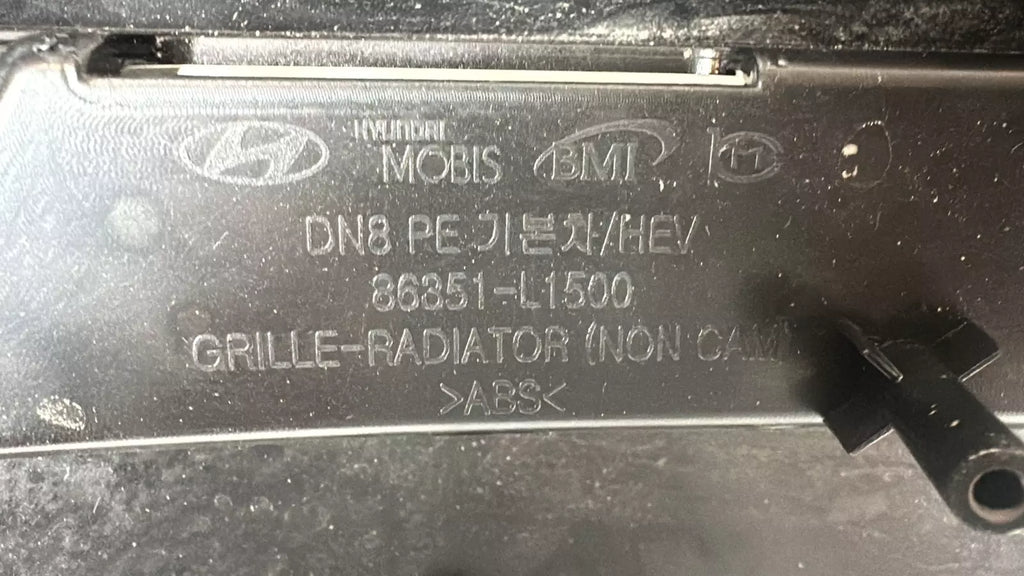 HYUNDAI
MOBIS BMI
DN8 PE 기본차/HEV
86351-L1500
GRILLE-RADIATOR (NON CAM)
>ABS<